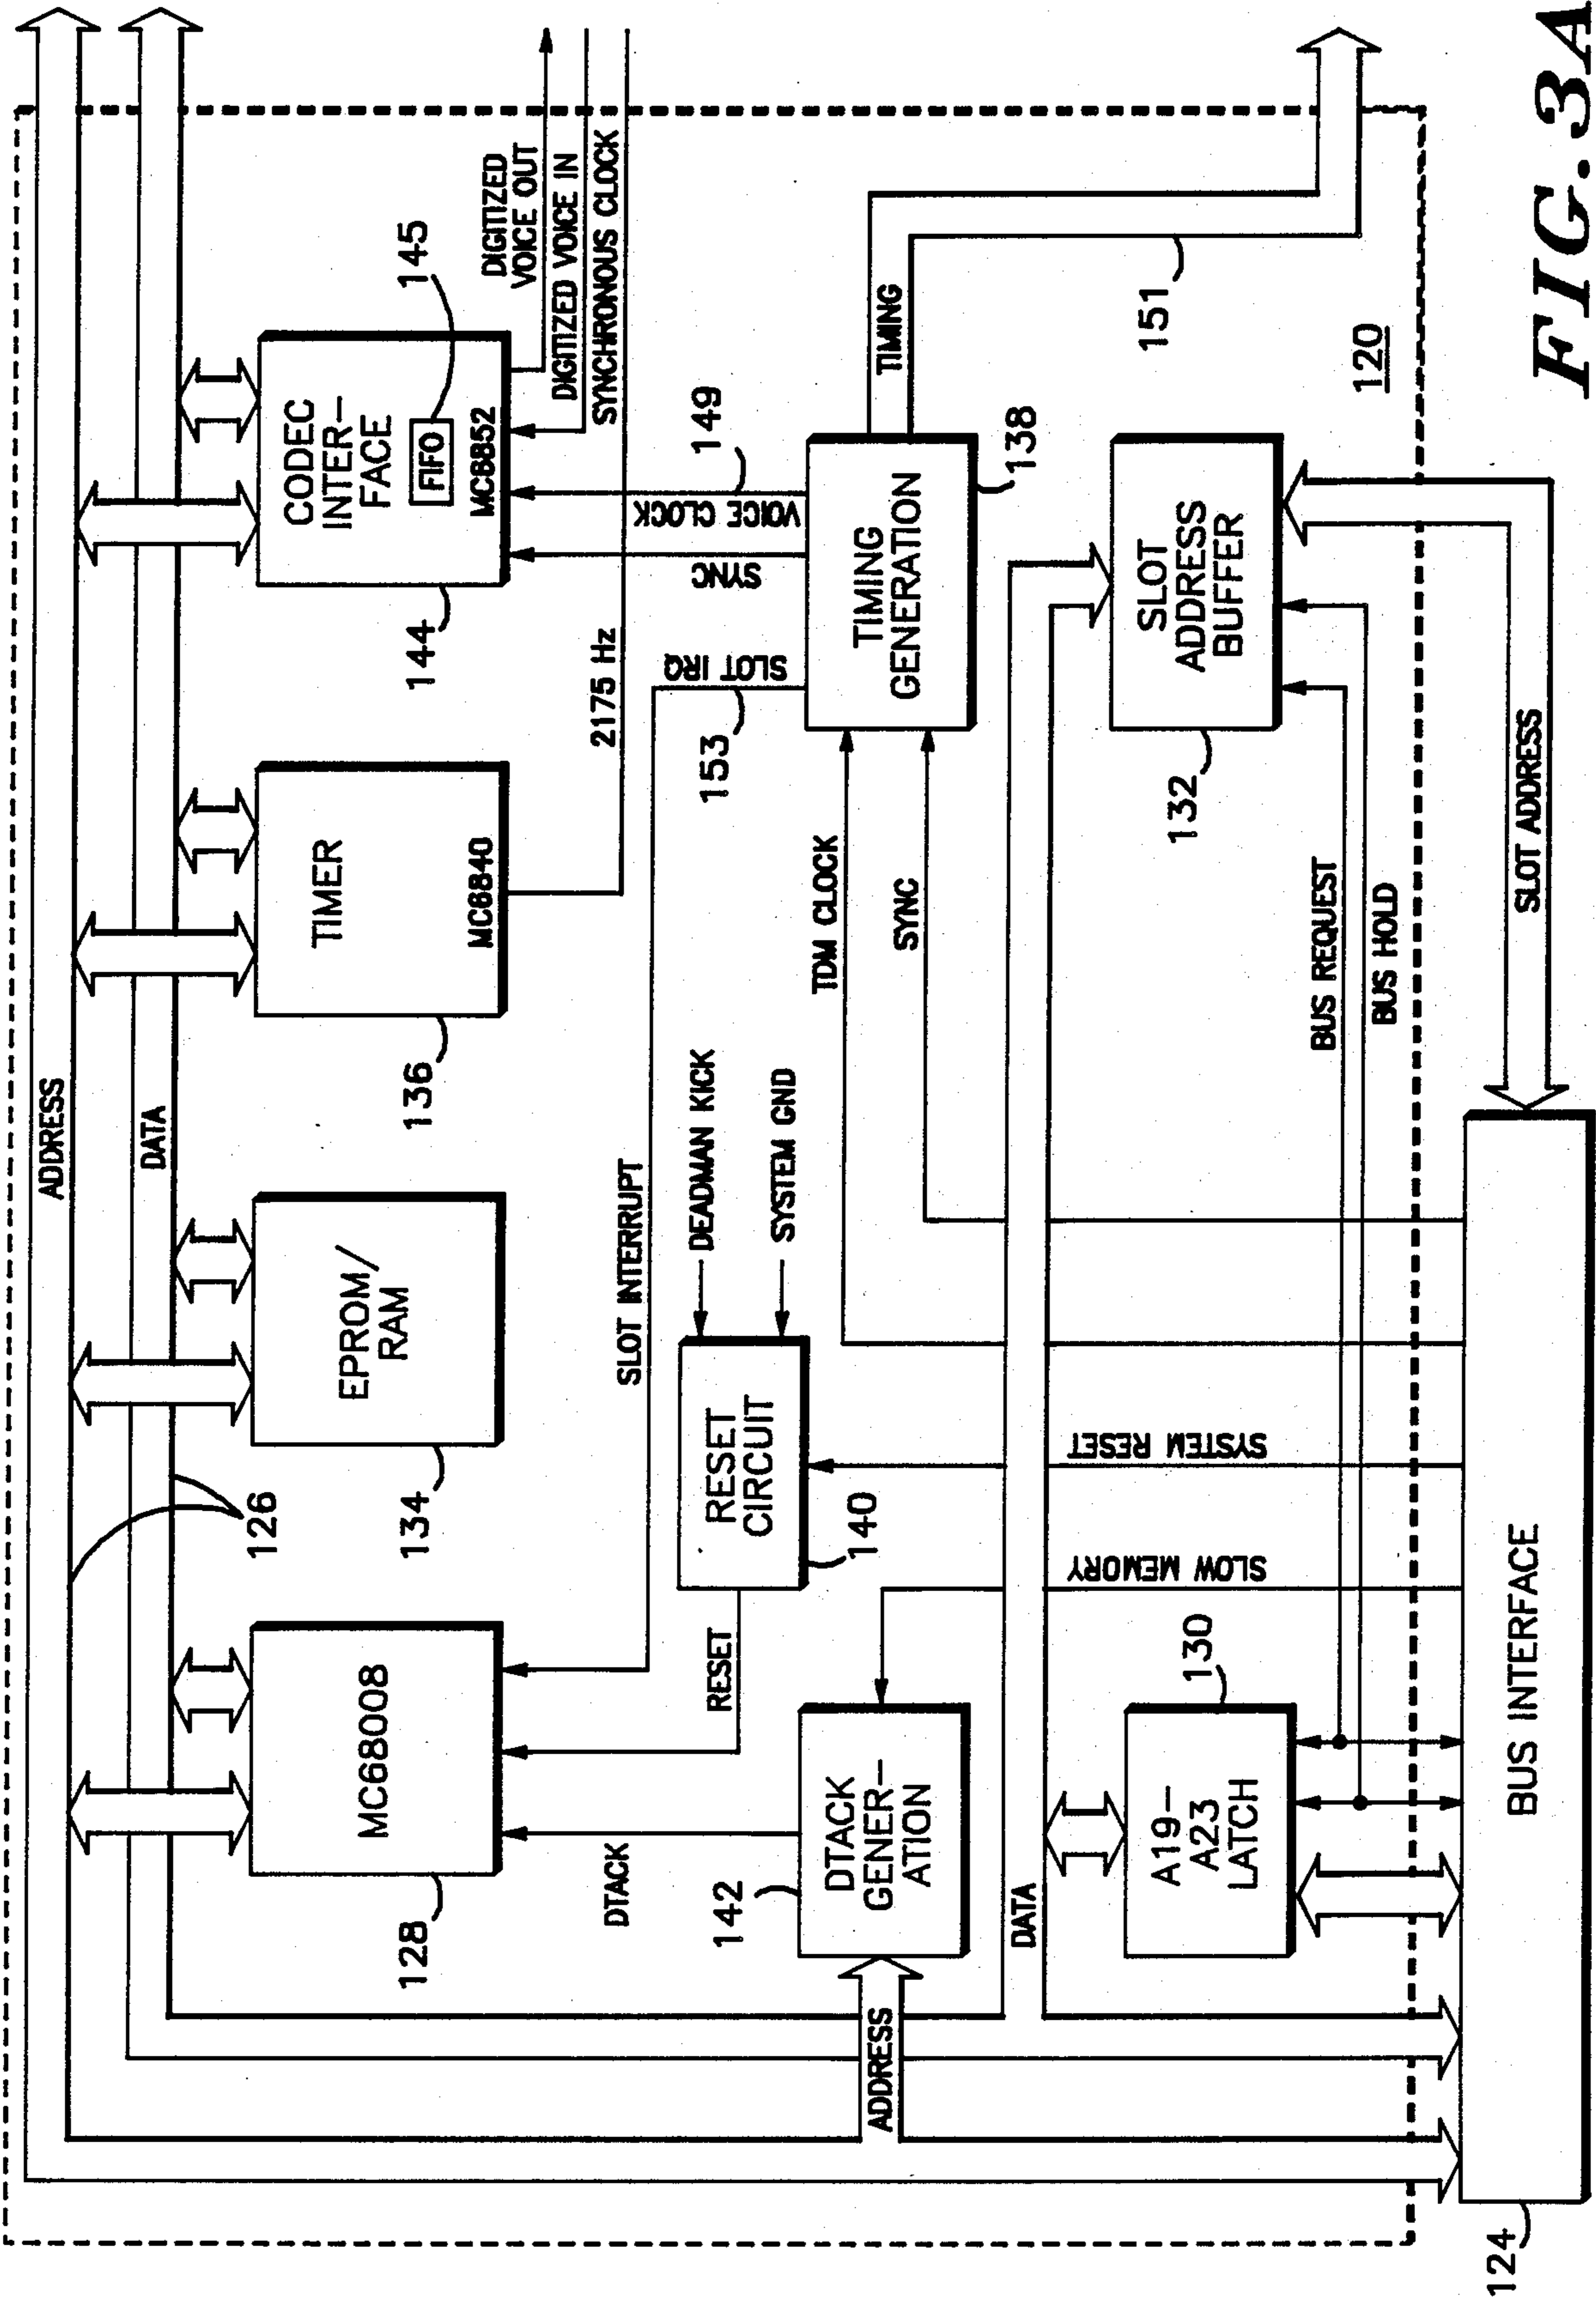 ADDRESS
DATA
126
MC68008
128
EPROM/
RAM
134
TIMER
MC6840
136
CODEC
INTER-
FACE
FIFO
MC6852
144
145
DIGITIZED
VOICE OUT
DIGITIZED VOICE IN
SYNCHRONOUS CLOCK
2175 Hz
SLOT INTERRUPT
DTACK
RESET
RESET
CIRCUIT
140
DEADMAN KICK
SYSTEM GND
SLOT IRQ
153
SYNC
VOICE CLOCK
149
DTACK
GENER-
ATION
142
ADDRESS
SLOW MEMORY
SYSTEM RESET
TDM CLOCK
SYNC
TIMING
GENERATION
138
TIMING
151
DATA
A19-
A23
LATCH
130
SLOT
ADDRESS
BUFFER
132
BUS REQUEST
BUS HOLD
120
SLOT ADDRESS
BUS INTERFACE
124
FIG. 3A